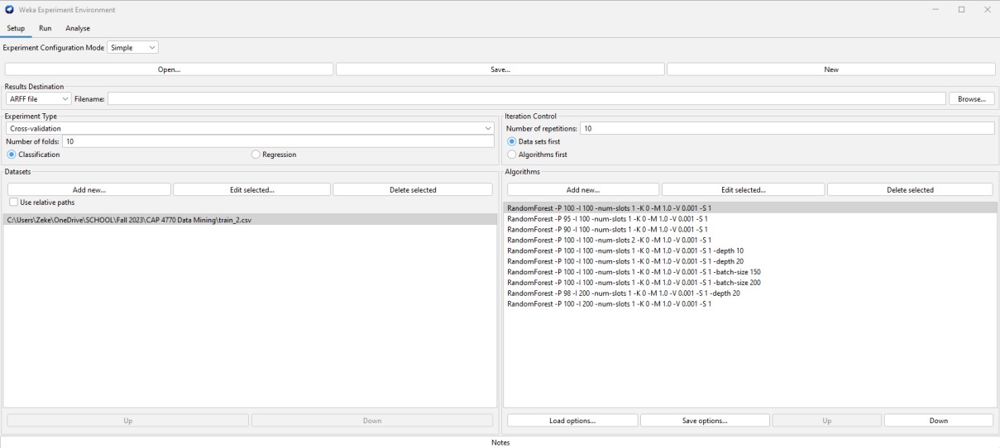 Weka Experiment Environment
Setup Run Analyse
Experiment Configuration Mode Simple
Open... Save... New
Results Destination
ARFF file Filename: Browse...
Experiment Type
Cross-validation
Number of folds: 10
Classification Regression
Iteration Control
Number of repetitions: 10
Data sets first
Algorithms first
Datasets
Add new... Edit selected... Delete selected
Use relative paths
C:\Users\Zeke\OneDrive\SCHOOL\Fall 2023\CAP 4770 Data Mining\train_2.csv
Up Down
Algorithms
Add new... Edit selected... Delete selected
RandomForest -P 100 -I 100 -num-slots 1 -K 0 -M 1.0 -V 0.001 -S 1
RandomForest -P 95 -I 100 -num-slots 1 -K 0 -M 1.0 -V 0.001 -S 1
RandomForest -P 90 -I 100 -num-slots 1 -K 0 -M 1.0 -V 0.001 -S 1
RandomForest -P 100 -I 100 -num-slots 2 -K 0 -M 1.0 -V 0.001 -S 1
RandomForest -P 100 -I 100 -num-slots 1 -K 0 -M 1.0 -V 0.001 -S 1 -depth 10
RandomForest -P 100 -I 100 -num-slots 1 -K 0 -M 1.0 -V 0.001 -S 1 -depth 20
RandomForest -P 100 -I 100 -num-slots 1 -K 0 -M 1.0 -V 0.001 -S 1 -batch-size 150
RandomForest -P 100 -I 100 -num-slots 1 -K 0 -M 1.0 -V 0.001 -S 1 -batch-size 200
RandomForest -P 98 -I 200 -num-slots 1 -K 0 -M 1.0 -V 0.001 -S 1 -depth 20
RandomForest -P 100 -I 200 -num-slots 1 -K 0 -M 1.0 -V 0.001 -S 1
Load options... Save options... Up Down
Notes